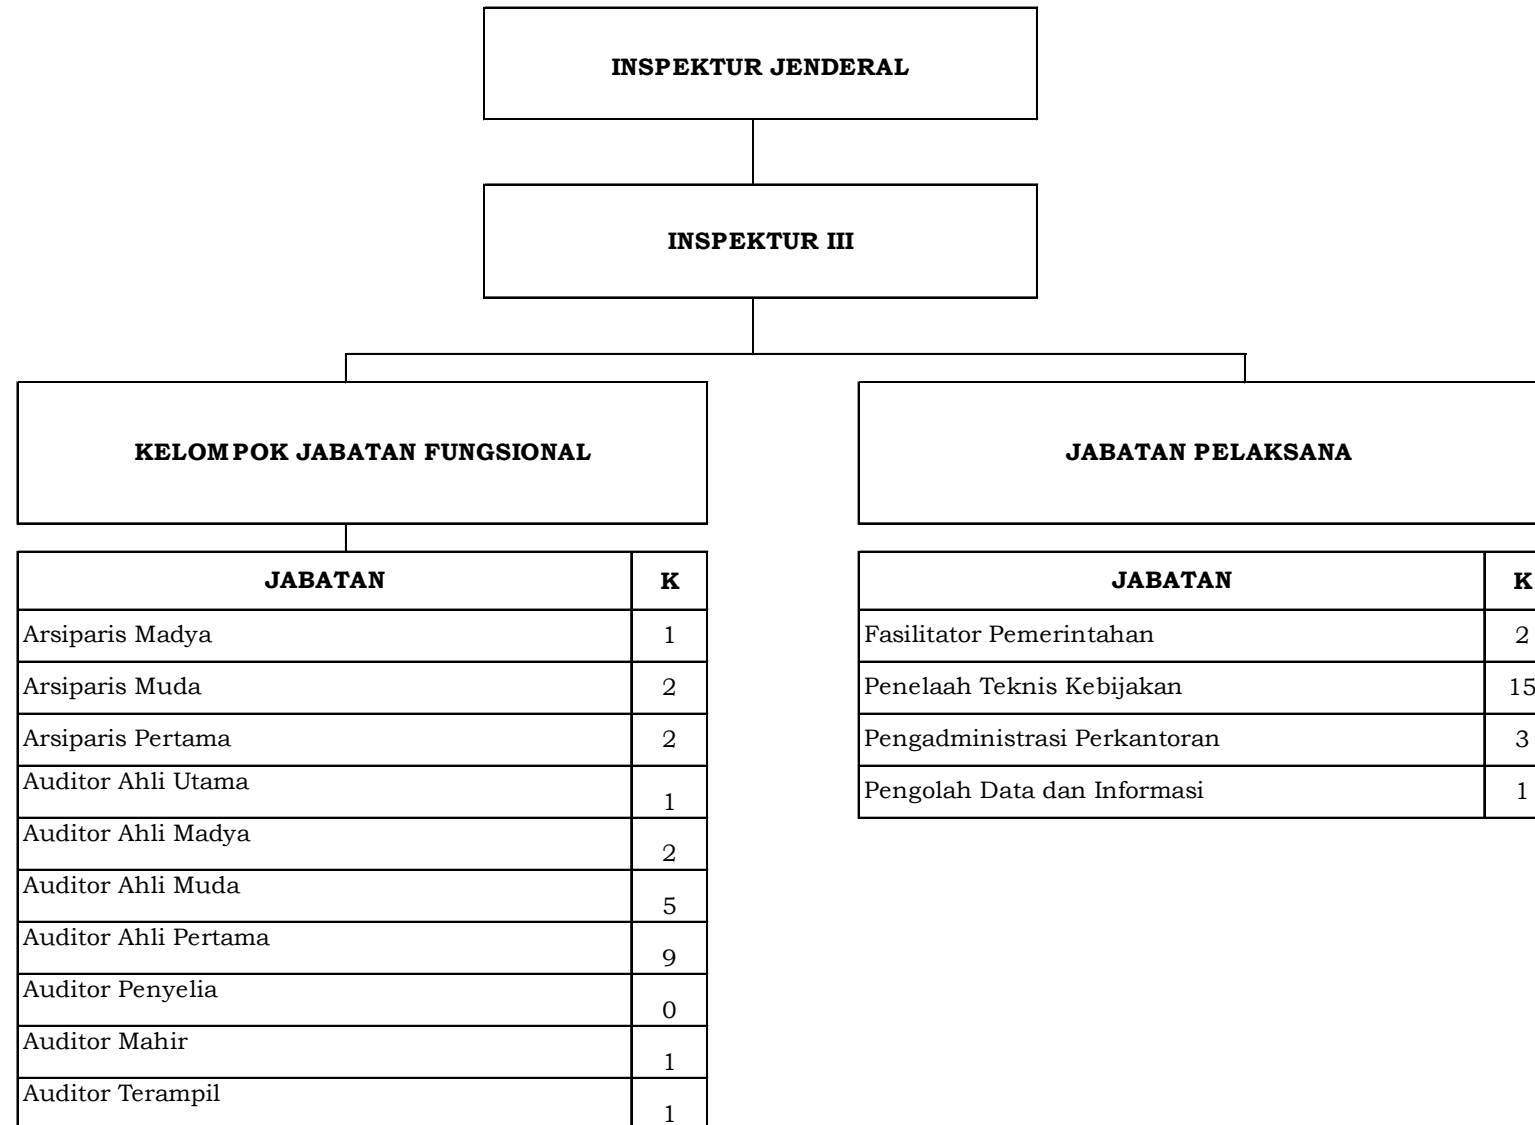 INSPEKTUR JENDERAL
INSPEKTUR III
KELOMPOK JABATAN FUNGSIONAL
JABATAN K
Arsiparis Madya 1
Arsiparis Muda 2
Arsiparis Pertama 2
Auditor Ahli Utama 1
Auditor Ahli Madya 2
Auditor Ahli Muda 5
Auditor Ahli Pertama 9
Auditor Penyelia 0
Auditor Mahir 1
Auditor Terampil 1
JABATAN PELAKSANA
JABATAN K
Fasilitator Pemerintahan 2
Penelaah Teknis Kebijakan 15
Pengadministrasi Perkantoran 3
Pengolah Data dan Informasi 1